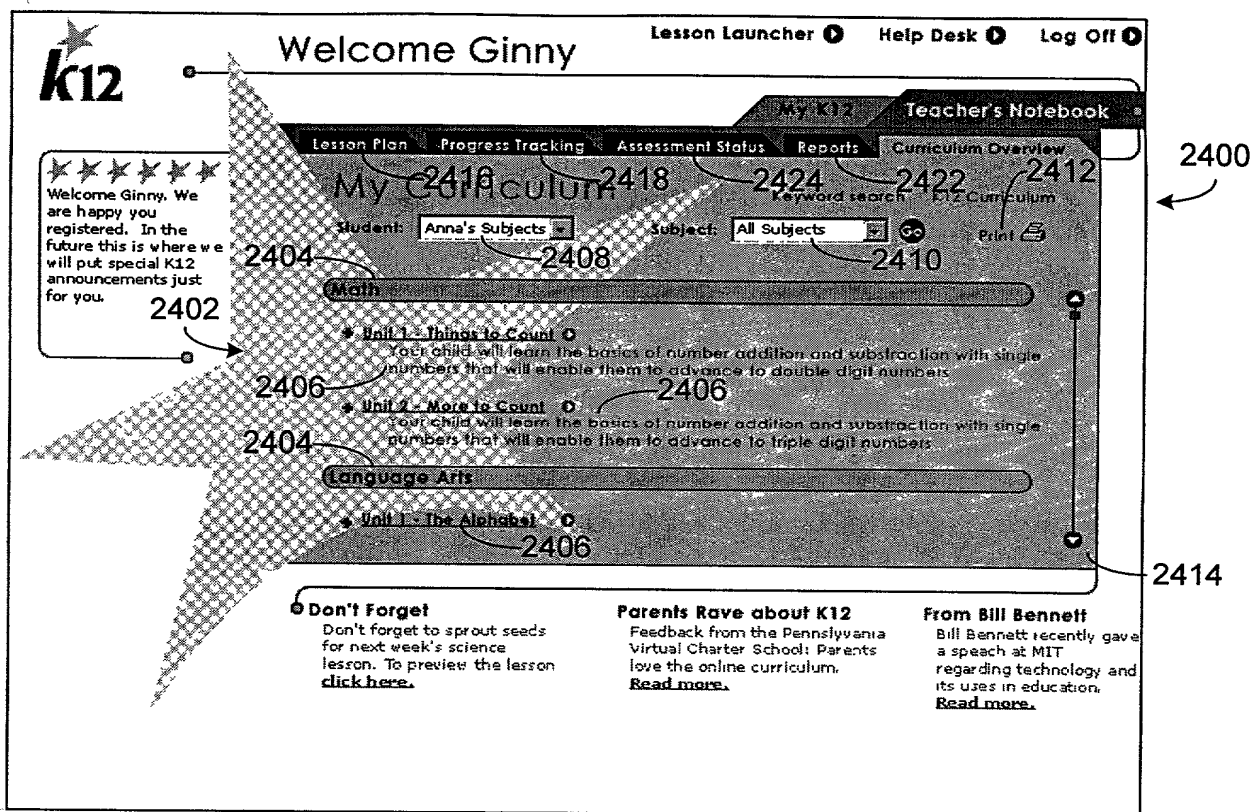 k12
Welcome Ginny
Lesson Launcher
Help Desk
Log Off
My K12
Teacher's Notebook
Lesson Plan
Progress Tracking
Assessment Status
Reports
Curriculum Overview
2400
2416
2418
2424
2422
2412
My Curriculum
Keyword search
K12 Curriculum
Welcome Ginny. We
are happy you
registered. In the
future this is where we
will put special K12
announcements just
for you.
2402
Student:
Anna's Subjects
Subject:
All Subjects
Go
Print
2404
2408
2410
Math
Unit 1 - Things to Count
Your child will learn the basics of number addition and substraction with single
numbers that will enable them to advance to double digit numbers
2406
2406
Unit 2 - More to Count
Your child will learn the basics of number addition and substraction with single
numbers that will enable them to advance to triple digit numbers
2404
Language Arts
Unit 1 - The Alphabet
2406
2414
Don't Forget
Don't forget to sprout seeds
for next week's science
lesson. To preview the lesson
click here.
Parents Rave about K12
Feedback from the Pennslyvania
Virtual Charter School: Parents
love the online curriculum.
Read more.
From Bill Bennett
Bill Bennett recently gave
a speach at MIT
regarding technology and
its uses in education.
Read more.